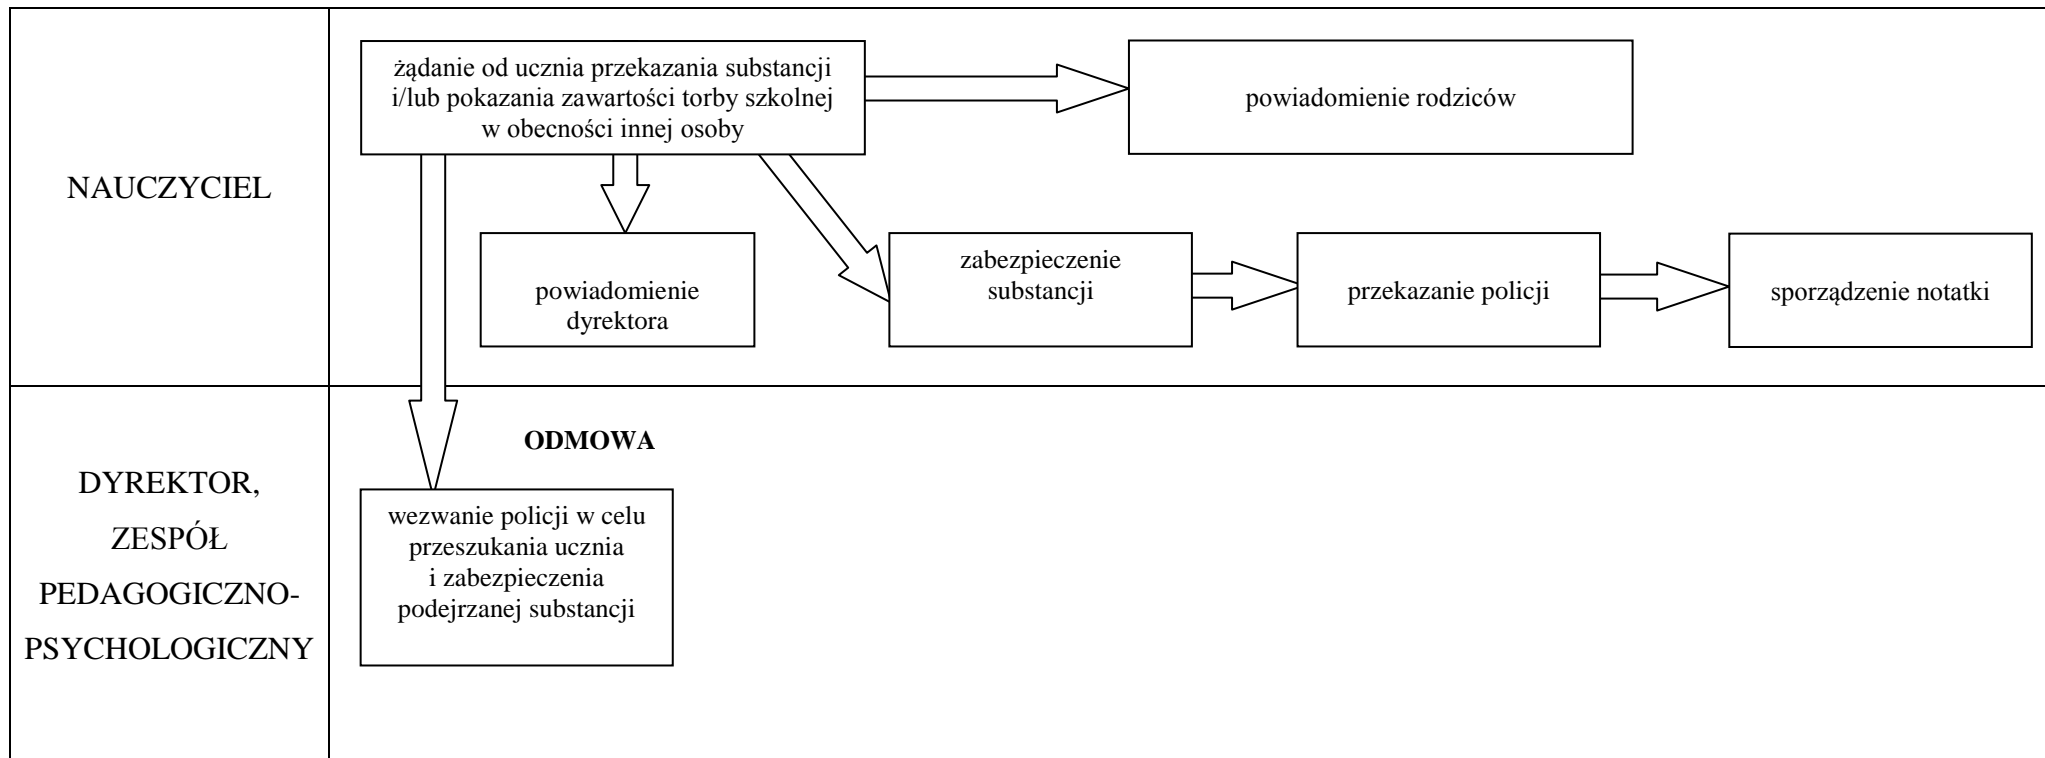 NAUCZYCIEL
żądanie od ucznia przekazania substancji
i/lub pokazania zawartości torby szkolnej
w obecności innej osoby
powiadomienie rodziców
powiadomienie
dyrektora
zabezpieczenie
substancji
przekazanie policji
sporządzenie notatki
DYREKTOR,
ZESPÓŁ
PEDAGOGICZNO-
PSYCHOLOGICZNY
ODMOWA
wezwanie policji w celu
przeszukania ucznia
i zabezpieczenia
podejrzanej substancji